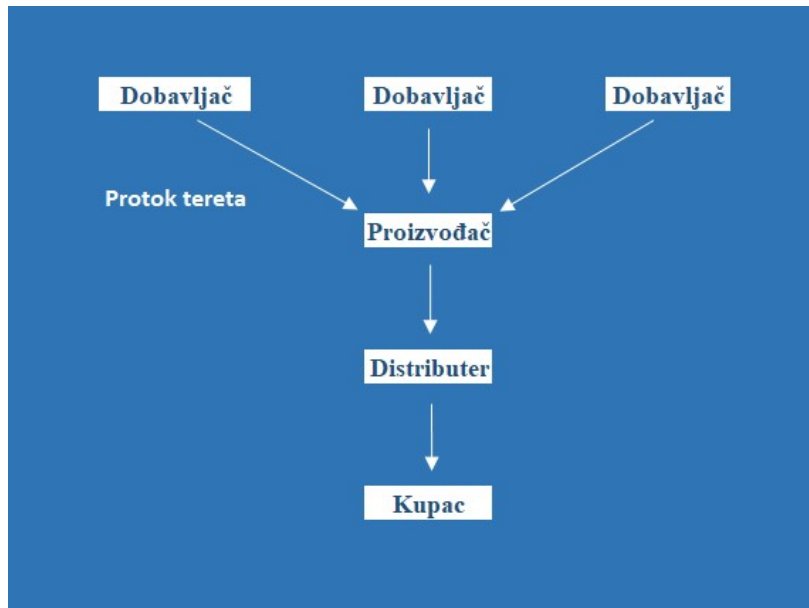 Dobavljač
Dobavljač
Dobavljač
Protok tereta
Proizvođač
Distributer
Kupac